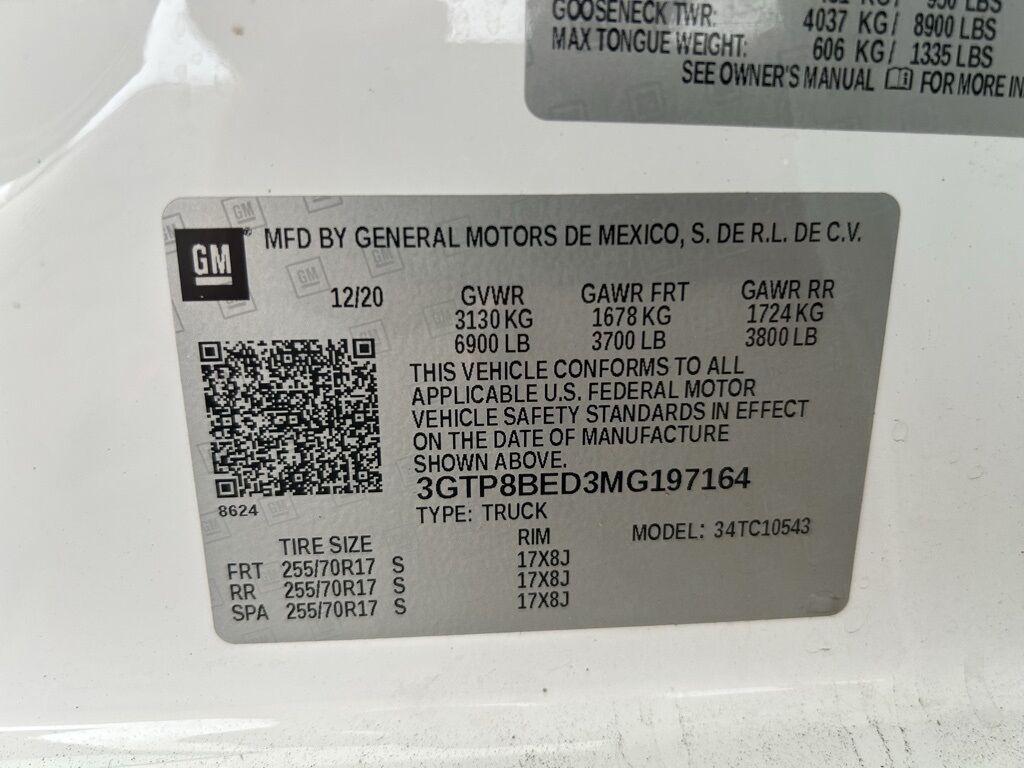 KG/ 950 LBS
GOOSENECK TWR: 4037 KG/ 8900 LBS
MAX TONGUE WEIGHT: 606 KG/ 1335 LBS
SEE OWNER'S MANUAL FOR MORE IN
GM ® MFD BY GENERAL MOTORS DE MEXICO, S. DE R.L. DE C.V.
12/20 GVWR GAWR FRT GAWR RR
3130 KG 1678 KG 1724 KG
6900 LB 3700 LB 3800 LB
THIS VEHICLE CONFORMS TO ALL
APPLICABLE U.S. FEDERAL MOTOR
VEHICLE SAFETY STANDARDS IN EFFECT
ON THE DATE OF MANUFACTURE
SHOWN ABOVE.
3GTP8BED3MG197164
8624
TYPE: TRUCK
TIRE SIZE RIM MODEL: 34TC10543
FRT 255/70R17 S 17X8J
RR 255/70R17 S 17X8J
SPA 255/70R17 S 17X8J